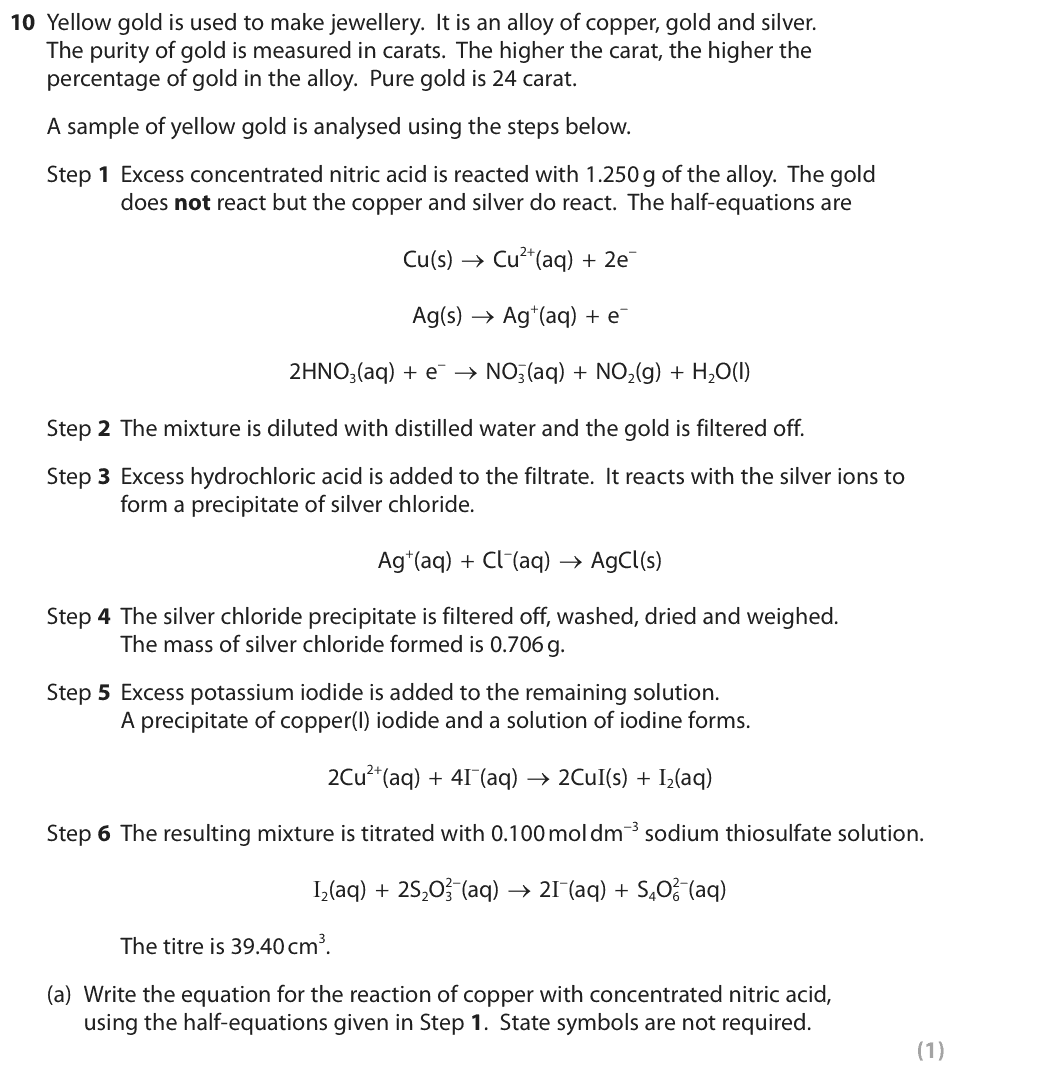 10 Yellow gold is used to make jewellery. It is an alloy of copper, gold and silver.
The purity of gold is measured in carats. The higher the carat, the higher the
percentage of gold in the alloy. Pure gold is 24 carat.
A sample of yellow gold is analysed using the steps below.
Step 1 Excess concentrated nitric acid is reacted with 1.250 g of the alloy. The gold
does not react but the copper and silver do react. The half-equations are
Cu(s) → Cu²⁺(aq) + 2e⁻
Ag(s) → Ag⁺(aq) + e⁻
2HNO₃(aq) + e⁻ → NO₃⁻(aq) + NO₂(g) + H₂O(l)
Step 2 The mixture is diluted with distilled water and the gold is filtered off.
Step 3 Excess hydrochloric acid is added to the filtrate. It reacts with the silver ions to
form a precipitate of silver chloride.
Ag⁺(aq) + Cl⁻(aq) → AgCl(s)
Step 4 The silver chloride precipitate is filtered off, washed, dried and weighed.
The mass of silver chloride formed is 0.706 g.
Step 5 Excess potassium iodide is added to the remaining solution.
A precipitate of copper(I) iodide and a solution of iodine forms.
2Cu²⁺(aq) + 4I⁻(aq) → 2CuI(s) + I₂(aq)
Step 6 The resulting mixture is titrated with 0.100 mol dm⁻³ sodium thiosulfate solution.
I₂(aq) + 2S₂O₃²⁻(aq) → 2I⁻(aq) + S₄O₆²⁻(aq)
The titre is 39.40 cm³.
(a) Write the equation for the reaction of copper with concentrated nitric acid,
using the half-equations given in Step 1. State symbols are not required.
(1)